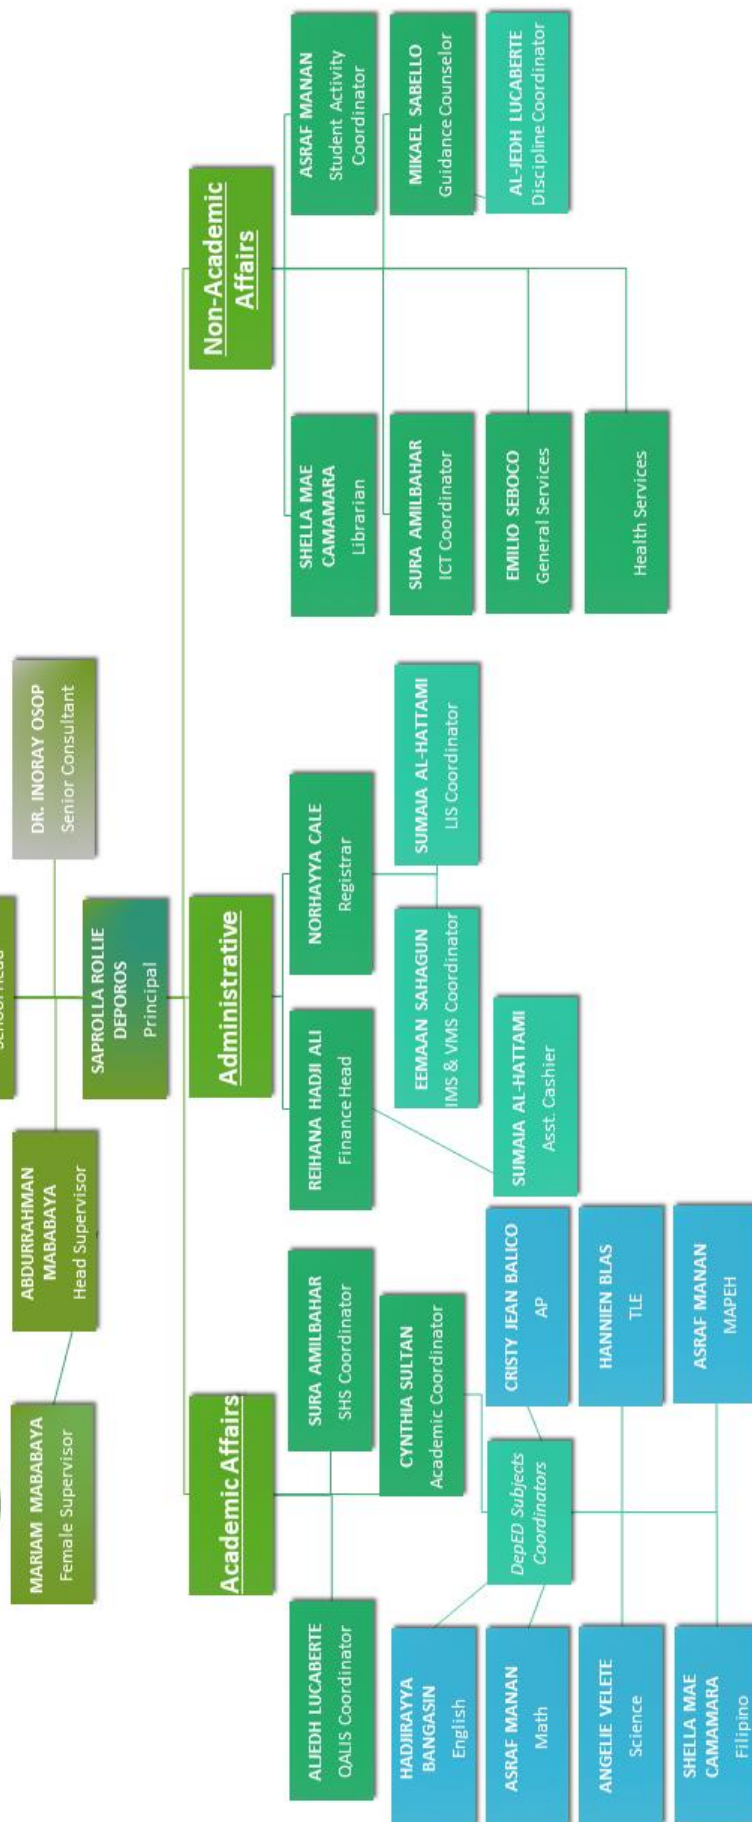 School Head
MARIAM MABABAYA
Female Supervisor
ABDURRAHMAN
MABABAYA
Head Supervisor
DR. INORAY OSOP
Senior Consultant
SAPROLLA ROLLIE
DEPOROS
Principal
Academic Affairs
Administrative
Non-Academic
Affairs
ALJEDH LUCABERTE
QALIS Coordinator
SURA AMILBAHAR
SHS Coordinator
CYNTHIA SULTAN
Academic Coordinator
DepED Subjects
Coordinators
HADJIRAYYA
BANGASIN
English
CRISTY JEAN BALICO
AP
ASRAF MANAN
Math
ANGELIE VELETE
Science
HANNIEN BLAS
TLE
SHELLA MAE
CAMAMARA
Filipino
ASRAF MANAN
MAPEH
REIHANA HADJI ALI
Finance Head
NORHAYYA CALE
Registrar
EEMAAN SAHAGUN
IMS & VMS Coordinator
SUMAIA AL-HATTAMI
LIS Coordinator
SUMAIA AL-HATTAMI
Asst. Cashier
SHELLA MAE
CAMAMARA
Librarian
ASRAF MANAN
Student Activity
Coordinator
SURA AMILBAHAR
ICT Coordinator
MIKAEL SABELLO
Guidance Counselor
EMILIO SEBOCO
General Services
AL-JEDH LUCABERTE
Discipline Coordinator
Health Services